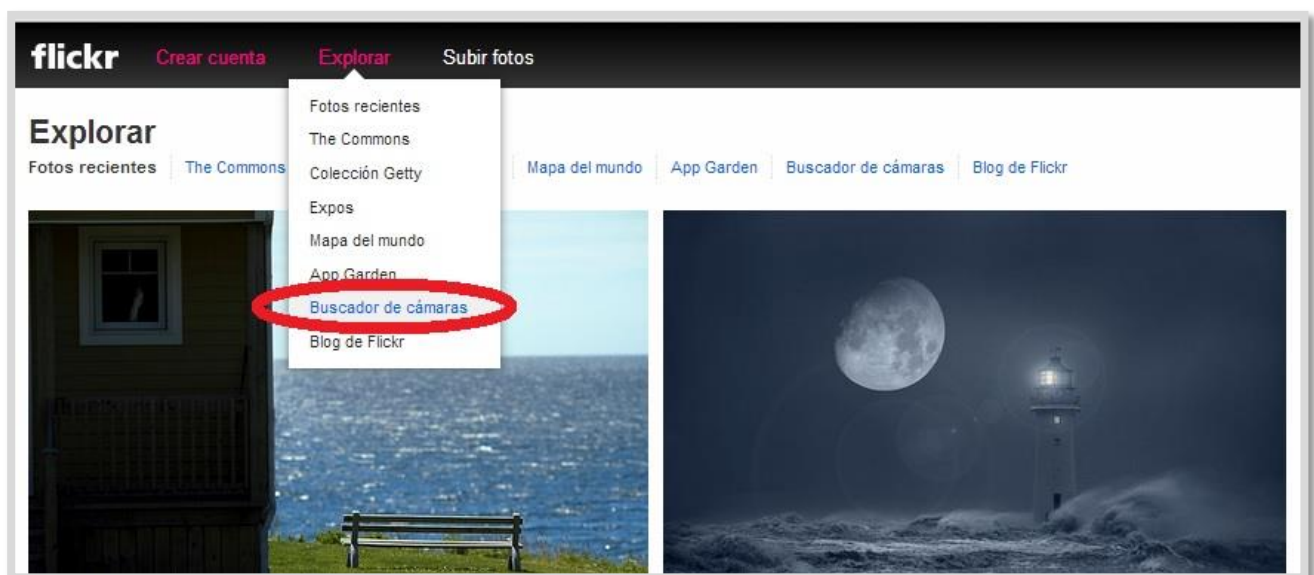 flickr Crear cuenta Explorar Subir fotos
Fotos recientes
The Commons
Colección Getty
Expos
Mapa del mundo
App Garden
Buscador de cámaras
Blog de Flickr
Explorar
Fotos recientes The Commons Mapa del mundo App Garden Buscador de cámaras Blog de Flickr